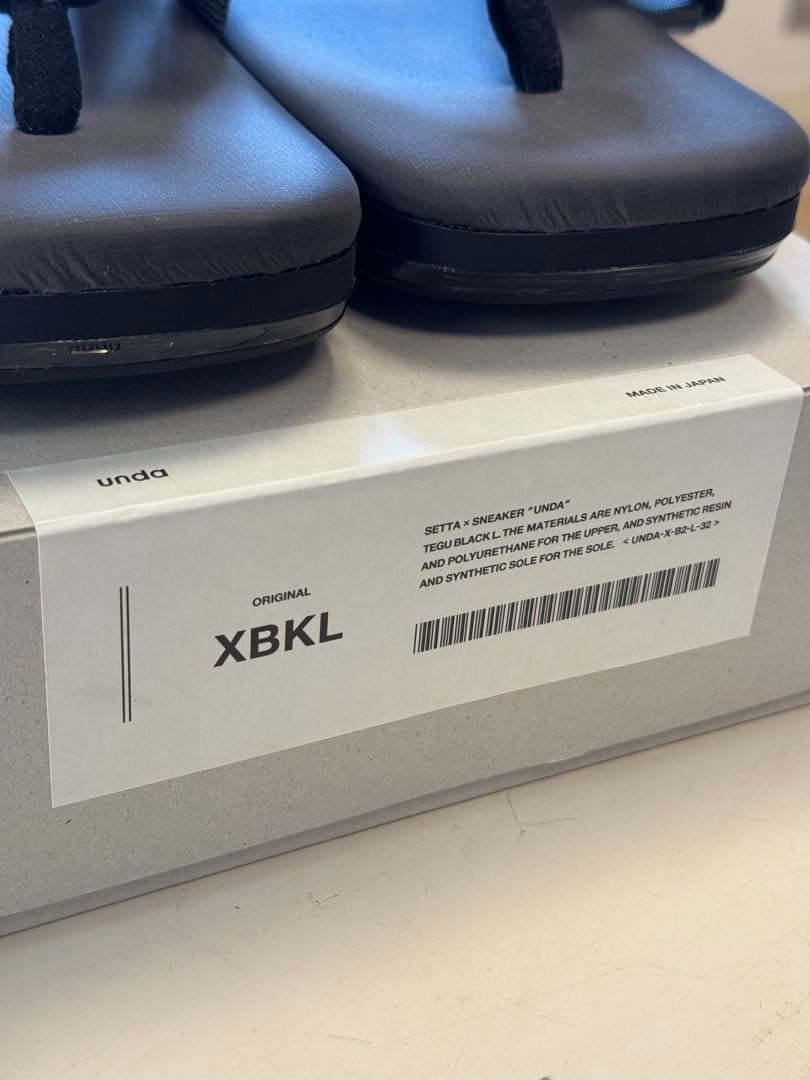 unda
MADE IN JAPAN
SETTA × SNEAKER "UNDA"
TEGU BLACK L. THE MATERIALS ARE NYLON, POLYESTER,
AND POLYURETHANE FOR THE UPPER, AND SYNTHETIC RESIN
AND SYNTHETIC SOLE FOR THE SOLE. < UNDA-X-B2-L-32 >
ORIGINAL
XBKL